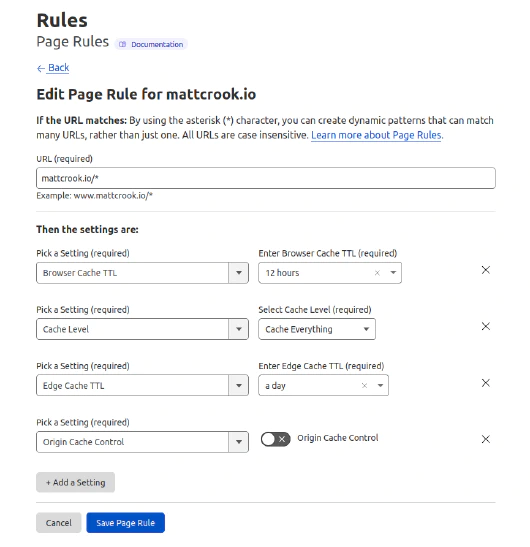 Rules
Page Rules Documentation
← Back
Edit Page Rule for mattcrook.io
If the URL matches: By using the asterisk (*) character, you can create dynamic patterns that can match
many URLs, rather than just one. All URLs are case insensitive. Learn more about Page Rules.
URL (required)
mattcrook.io/*
Example: www.mattcrook.io/*
Then the settings are:
Pick a Setting (required) Enter Browser Cache TTL (required)
Browser Cache TTL 12 hours
Pick a Setting (required) Select Cache Level (required)
Cache Level Cache Everything
Pick a Setting (required) Enter Edge Cache TTL (required)
Edge Cache TTL a day
Pick a Setting (required)
Origin Cache Control Origin Cache Control
+ Add a Setting
Cancel Save Page Rule